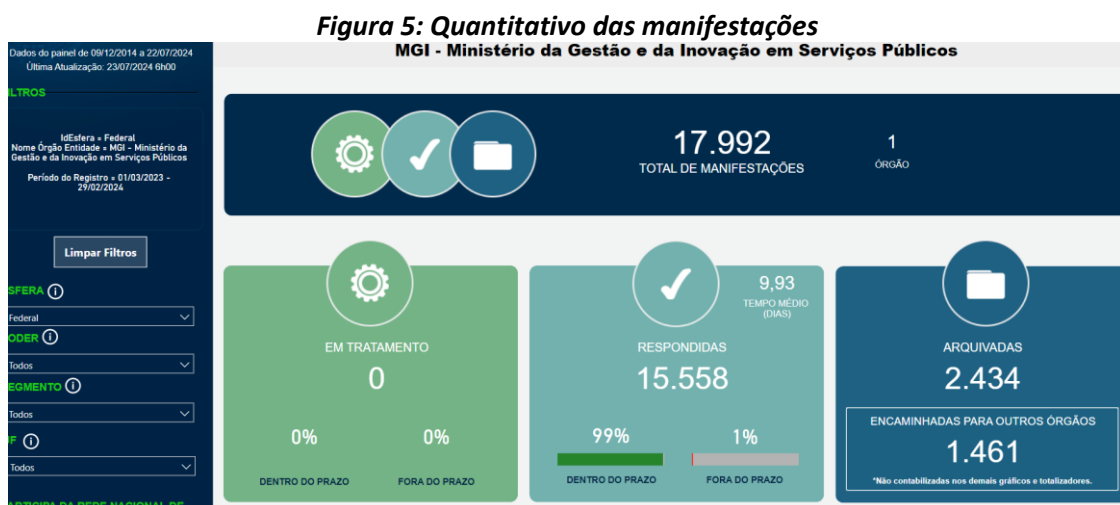 Figura 5: Quantitativo das manifestações
Dados do painel de 09/12/2014 a 22/07/2024
Última Atualização: 23/07/2024 6h00
MGI - Ministério da Gestão e da Inovação em Serviços Públicos
ILTROS
IdEsfera = Federal
Nome Órgão Entidade = MGI - Ministério da
Gestão e da Inovação em Serviços Públicos
Período do Registro = 01/03/2023 -
29/02/2024
Limpar Filtros
SFERA
Federal
ODER
Todos
EGMENTO
Todos
F
Todos
ARTICIPA DA REDE NACIONAL DE
17.992
TOTAL DE MANIFESTAÇÕES
1
ÓRGÃO
EM TRATAMENTO
0
0%
0%
DENTRO DO PRAZO
FORA DO PRAZO
9,93
TEMPO MÉDIO
(DIAS)
RESPONDIDAS
15.558
99%
1%
DENTRO DO PRAZO
FORA DO PRAZO
ARQUIVADAS
2.434
ENCAMINHADAS PARA OUTROS ÓRGÃOS
1.461
*Não contabilizadas nos demais gráficos e totalizadores.